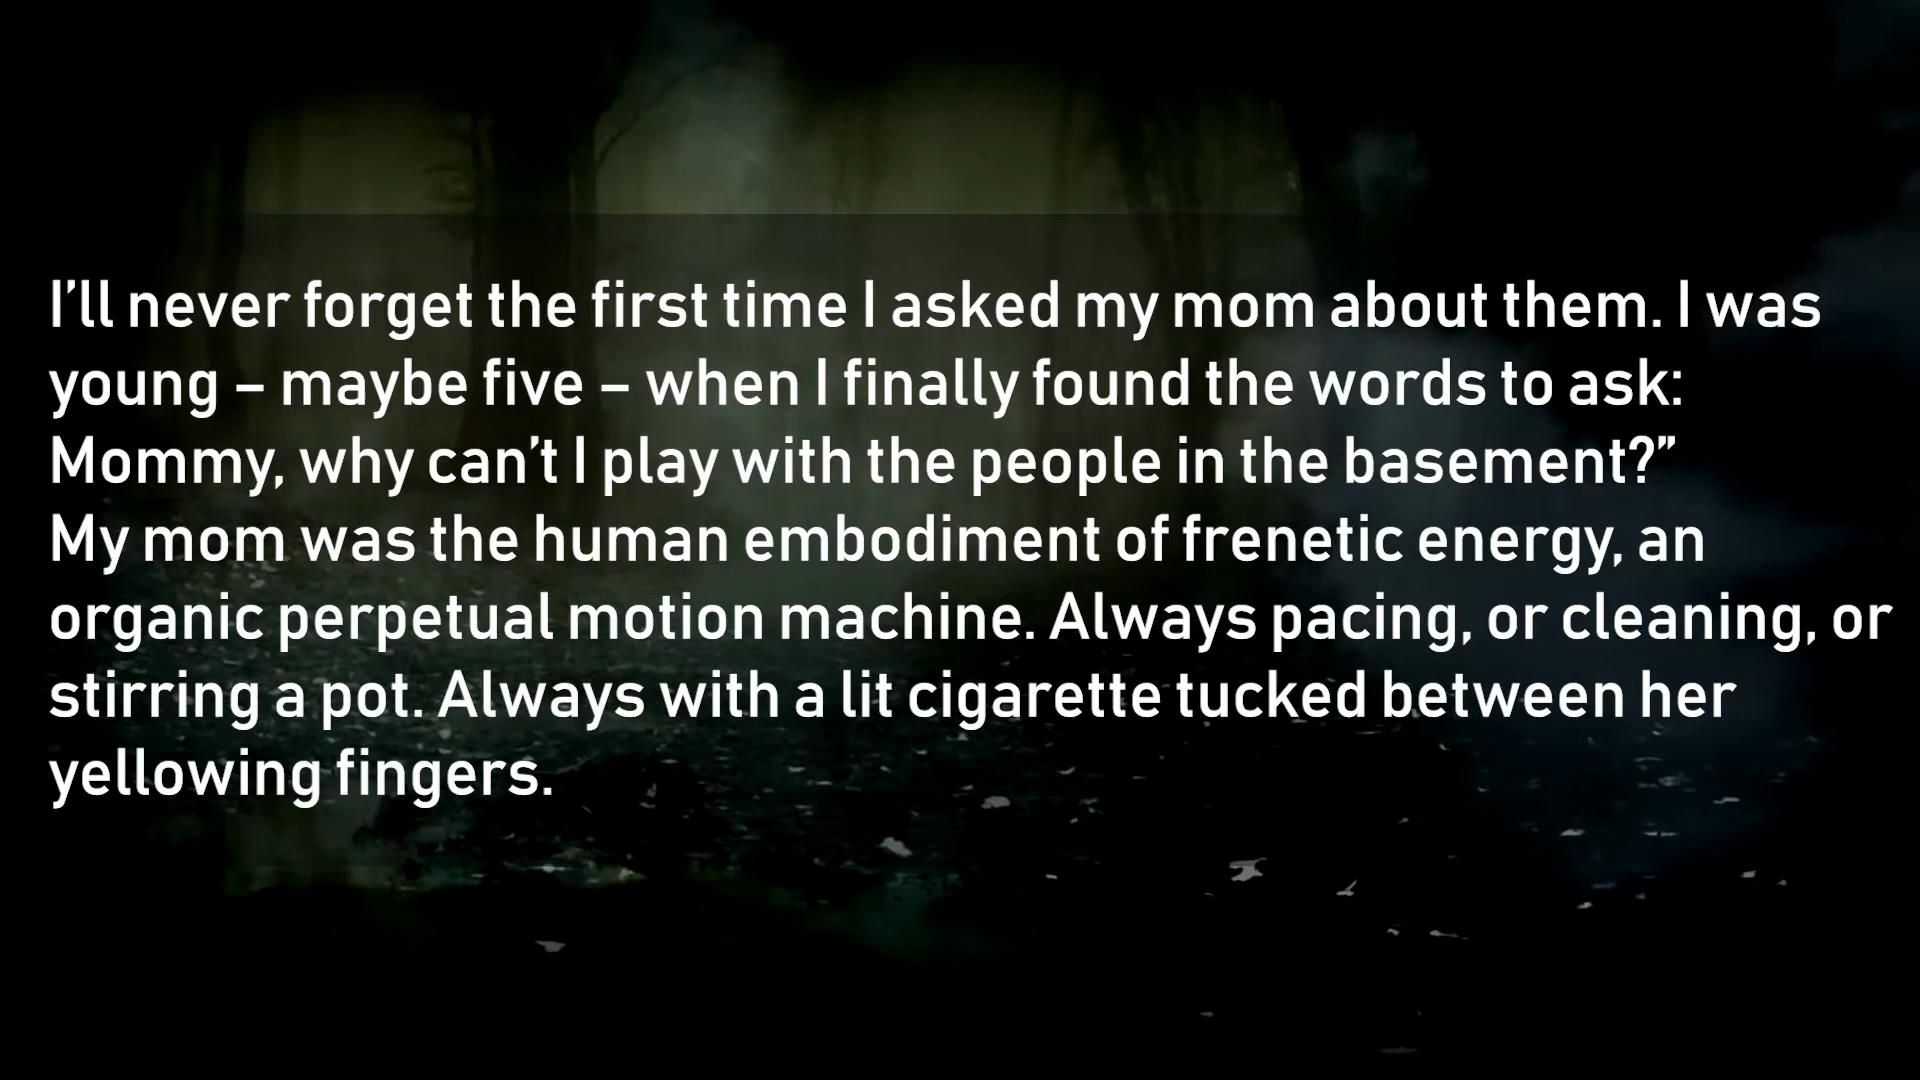 I’ll never forget the first time I asked my mom about them. I was
young – maybe five – when I finally found the words to ask:
Mommy, why can’t I play with the people in the basement?”
My mom was the human embodiment of frenetic energy, an
organic perpetual motion machine. Always pacing, or cleaning, or
stirring a pot. Always with a lit cigarette tucked between her
yellowing fingers.